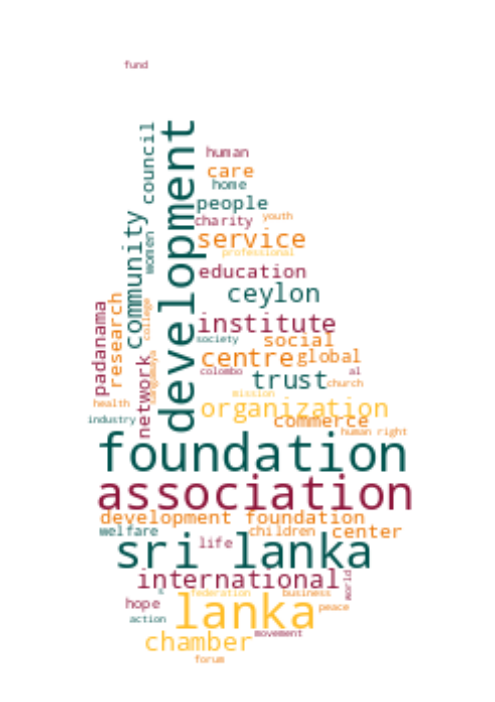 fund
council
development
human
care
home
people
charity
youth
service
professional
community
women
education
ceylon
padanama
research
college
institute
society
social
centre
global
colombo
al
trust
church
network
mission
health
organization
industry
commerce
human right
foundation
association
development foundation
welfare
children
center
life
sri lanka
international
world
s
federation
business
hope
lanka
peace
action
chamber
movement
forum